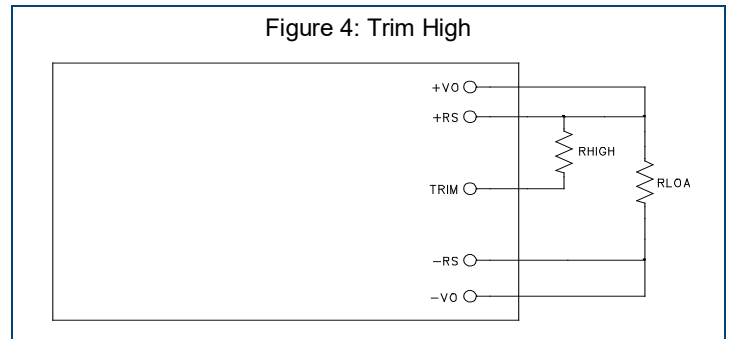 Figure 4: Trim High
+VO
+RS
RHIGH
TRIM
RLOA
-RS
-VO